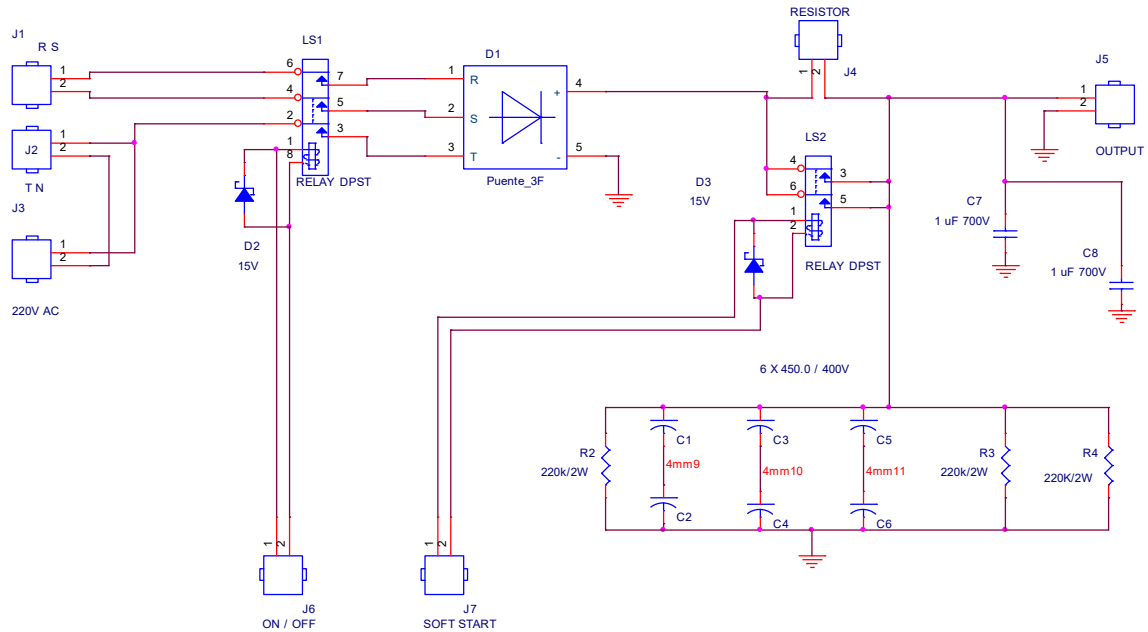 RESISTOR
J1
R S
LS1
D1
J4
J5
1
2
6
7
4
5
2
3
1
8
1
R
2
S
3
T
+
4
-
5
Puente_3F
1
2
1
2
OUTPUT
J2
1
2
T N
J3
1
2
220V AC
RELAY DPST
D2
15V
D3
15V
LS2
4
3
6
5
1
2
RELAY DPST
C7
1 uF 700V
C8
1 uF 700V
6 X 450.0 / 400V
R2
220k/2W
C1
4mm9
C2
C3
4mm10
C4
C5
4mm11
C6
R3
220k/2W
R4
220K/2W
1
2
J6
ON / OFF
1
2
J7
SOFT START